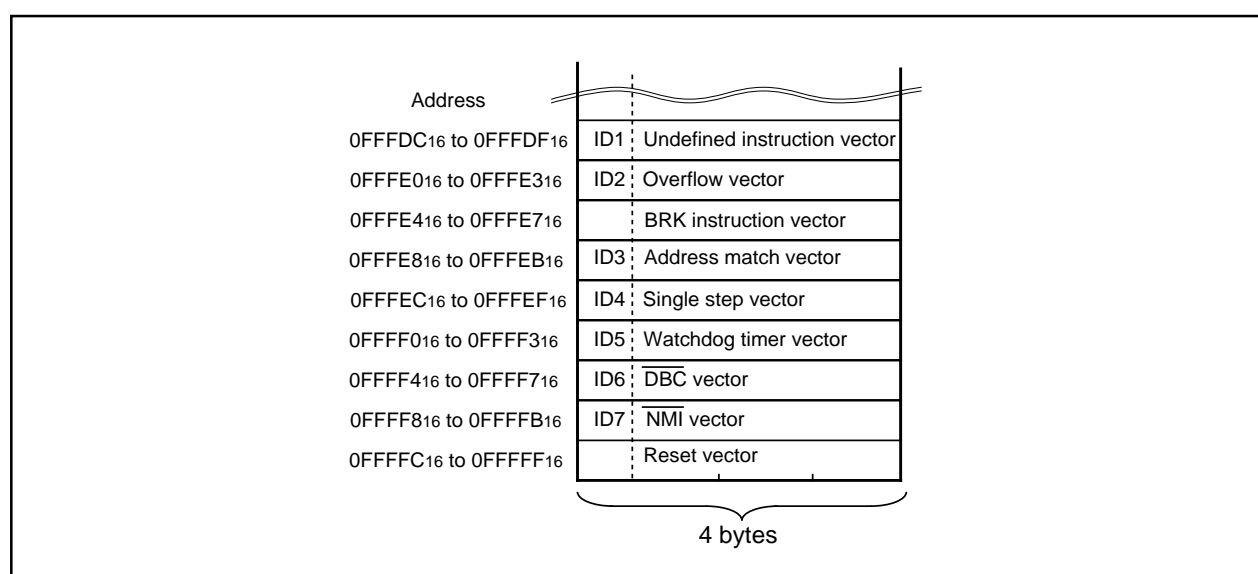 Address
0FFFDC16 to 0FFFDF16 ID1 Undefined instruction vector
0FFFE016 to 0FFFE316 ID2 Overflow vector
0FFFE416 to 0FFFE716 BRK instruction vector
0FFFE816 to 0FFFEB16 ID3 Address match vector
0FFFEC16 to 0FFFEF16 ID4 Single step vector
0FFFF016 to 0FFFF316 ID5 Watchdog timer vector
0FFFF416 to 0FFFF716 ID6 D̅B̅C̅ vector
0FFFF816 to 0FFFFB16 ID7 N̅M̅I̅ vector
0FFFFC16 to 0FFFFF16 Reset vector
4 bytes